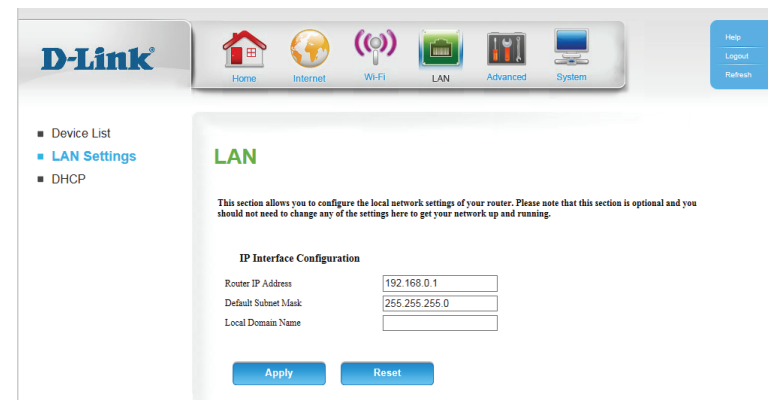 D-Link®
Home Internet Wi-Fi LAN Advanced System
Help
Logout
Refresh
Device List
LAN Settings
DHCP
LAN
This section allows you to configure the local network settings of your router. Please note that this section is optional and you
should not need to change any of the settings here to get your network up and running.
IP Interface Configuration
Router IP Address 192.168.0.1
Default Subnet Mask 255.255.255.0
Local Domain Name
Apply Reset